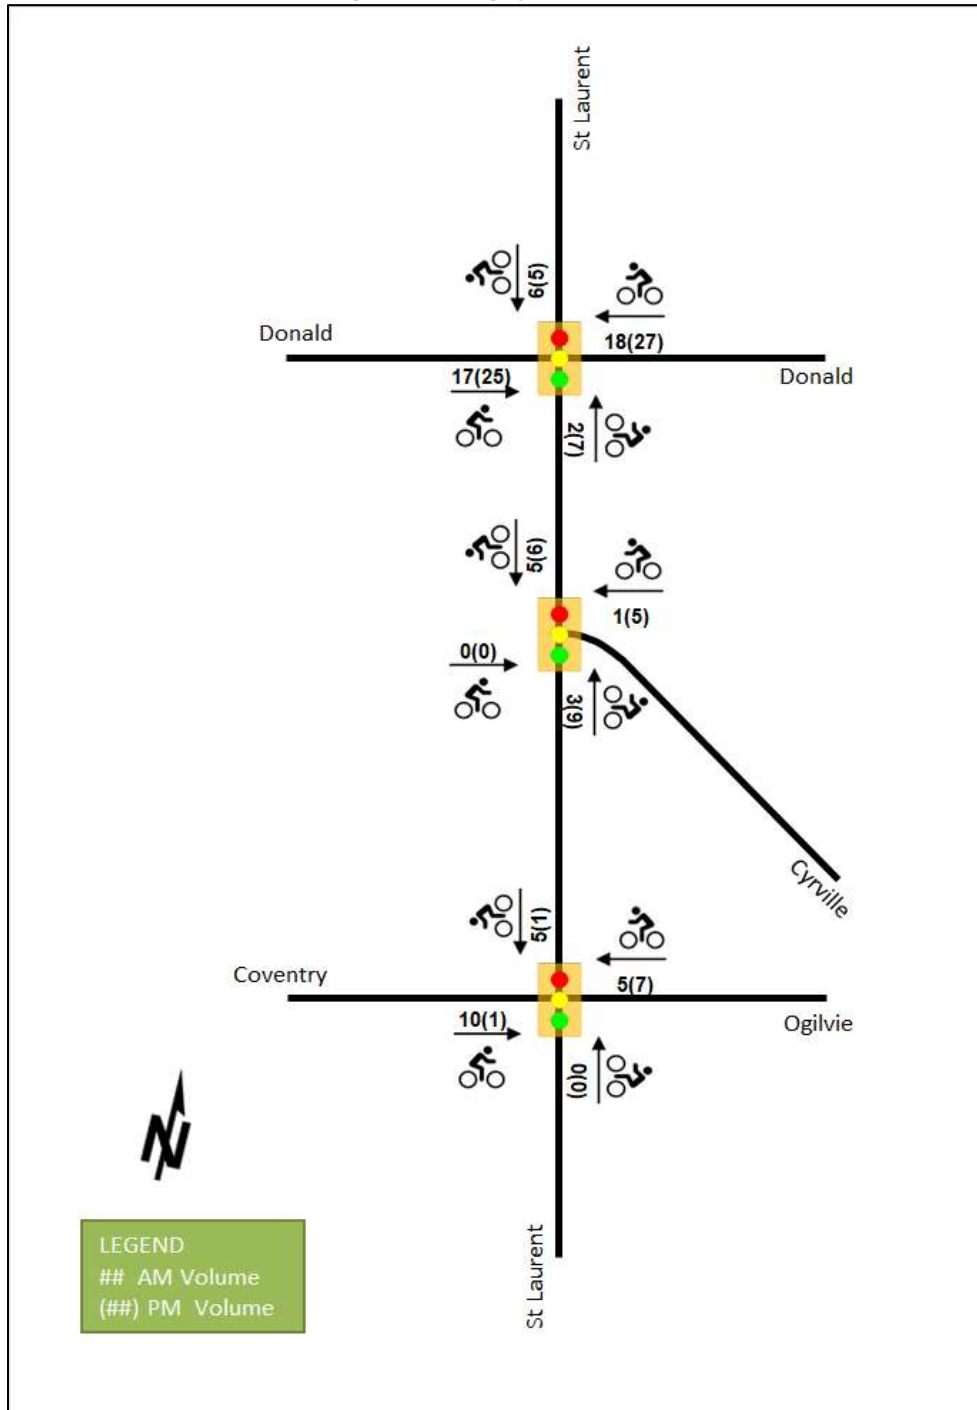 St Laurent
6(5)
Donald
18(27)
17(25)
Donald
2(7)
5(6)
1(5)
0(0)
3(9)
Cyrville
5(1)
Coventry
5(7)
10(1)
Ogilvie
0(0)
N
LEGEND
## AM Volume
(##) PM Volume
St Laurent